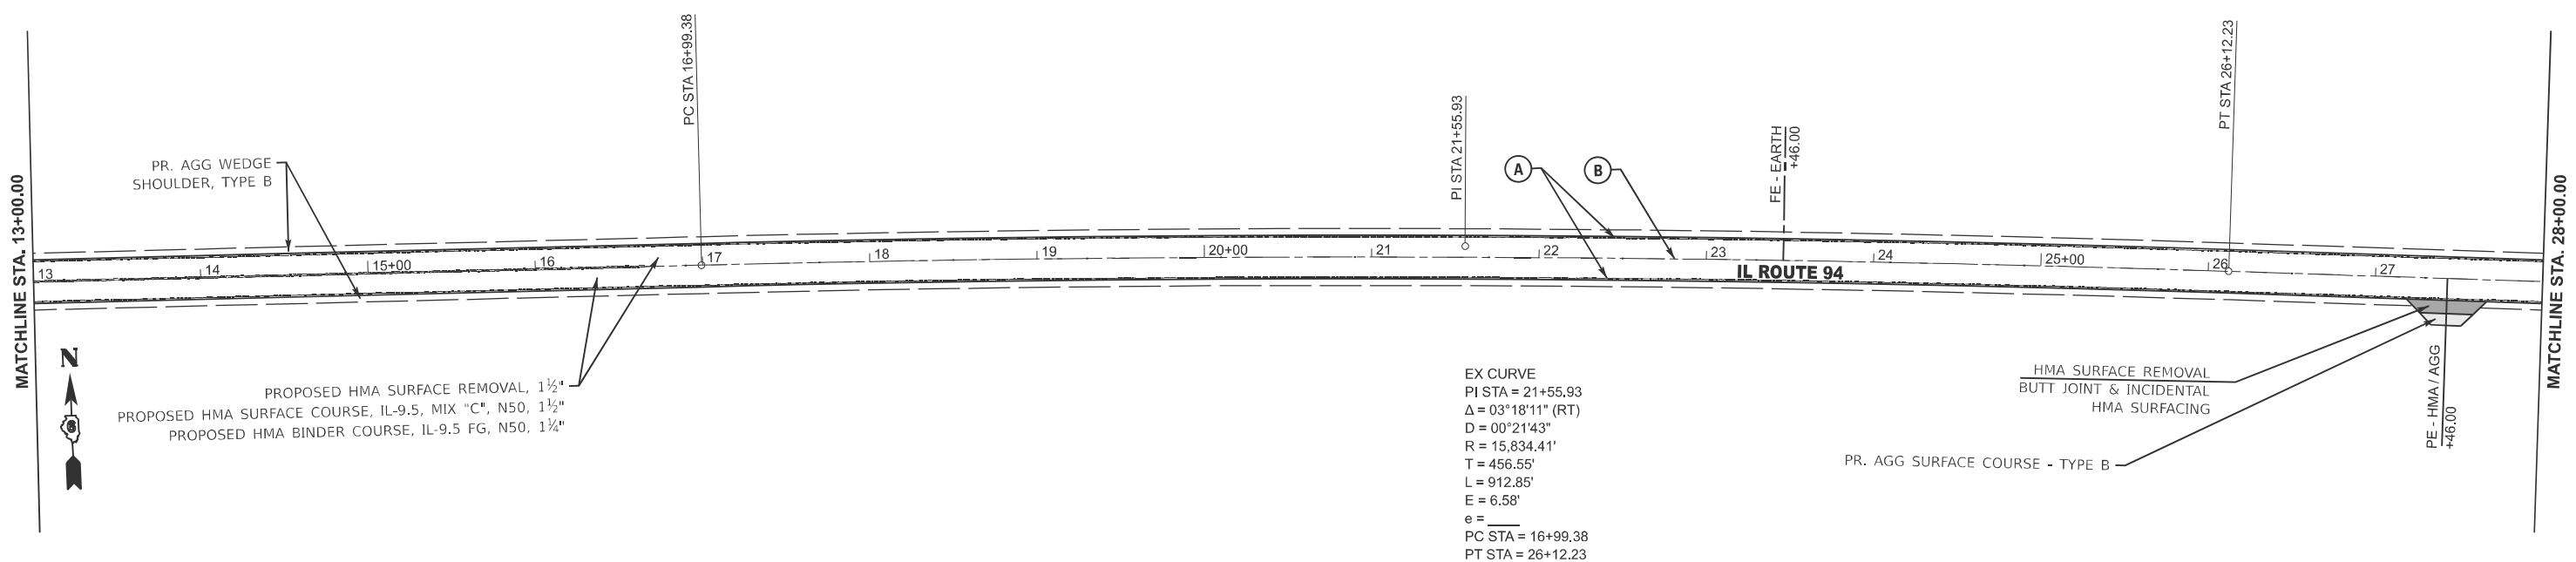 MATCHLINE STA. 13+00.00
PR. AGG WEDGE
SHOULDER, TYPE B
PC STA 16+99.38
PI STA 21+55.93
A
B
FE - EARTH
+46.00
PT STA 26+12.23
MATCHLINE STA. 28+00.00
13
14
15+00
16
17
18
19
20+00
21
22
23
24
25+00
26
27
IL ROUTE 94
N
6
PROPOSED HMA SURFACE REMOVAL, 1½"
PROPOSED HMA SURFACE COURSE, IL-9.5, MIX "C", N50, 1½"
PROPOSED HMA BINDER COURSE, IL-9.5 FG, N50, 1¼"
EX CURVE
PI STA = 21+55.93
Δ = 03°18'11" (RT)
D = 00°21'43"
R = 15,834.41'
T = 456.55'
L = 912.85'
E = 6.58'
e = ____
PC STA = 16+99.38
PT STA = 26+12.23
HMA SURFACE REMOVAL
BUTT JOINT & INCIDENTAL
HMA SURFACING
PR. AGG SURFACE COURSE - TYPE B
PE - HMA / AGG
+46.00